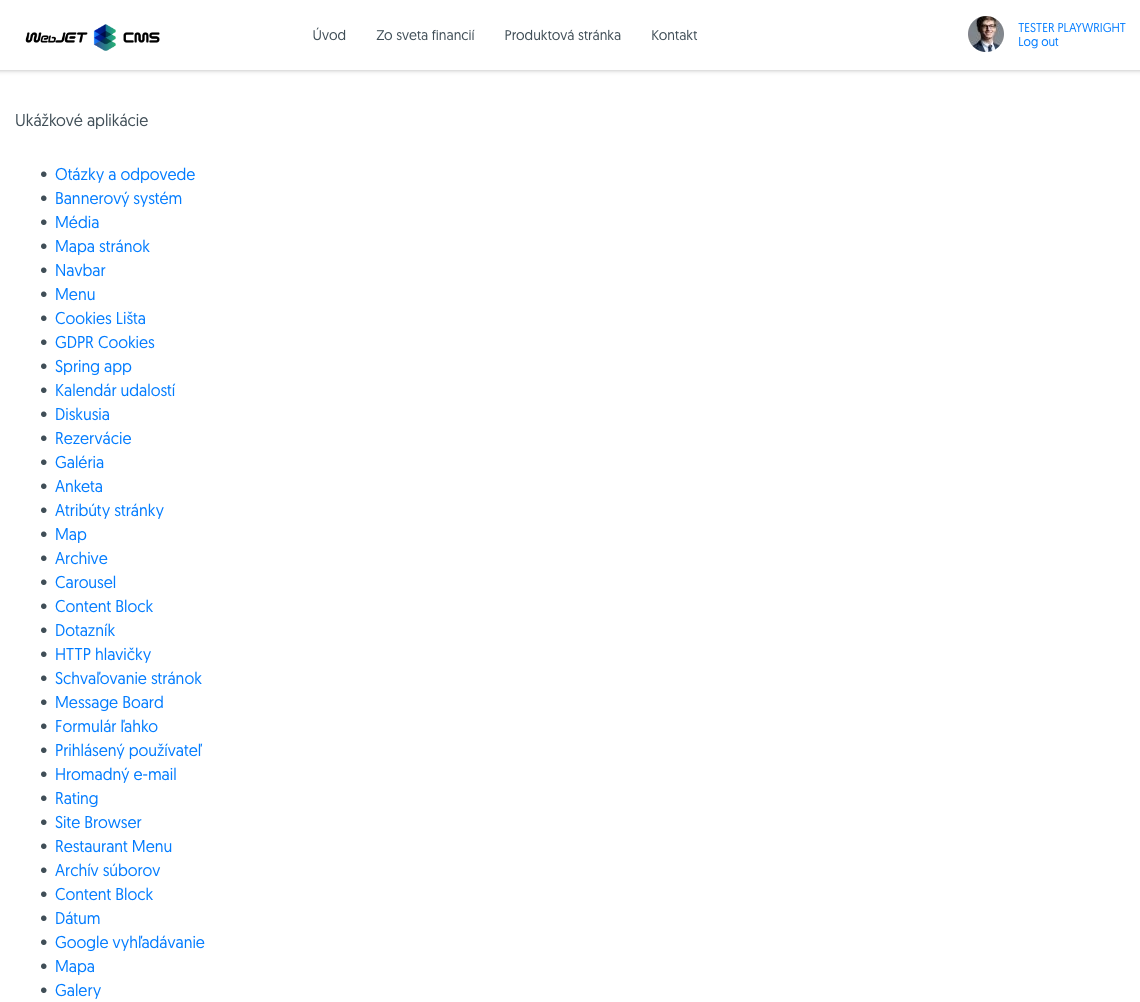 WebJET CMS
Úvod Zo sveta financií Produktová stránka Kontakt
TESTER PLAYWRIGHT
Log out
Ukážkové aplikácie
Otázky a odpovede
Bannerový systém
Média
Mapa stránok
Navbar
Menu
Cookies Lišta
GDPR Cookies
Spring app
Kalendár udalostí
Diskusia
Rezervácie
Galéria
Anketa
Atribúty stránky
Map
Archive
Carousel
Content Block
Dotazník
HTTP hlavičky
Schvaľovanie stránok
Message Board
Formulár ľahko
Prihlásený používateľ
Hromadný e-mail
Rating
Site Browser
Restaurant Menu
Archív súborov
Content Block
Dátum
Google vyhľadávanie
Mapa
Galery